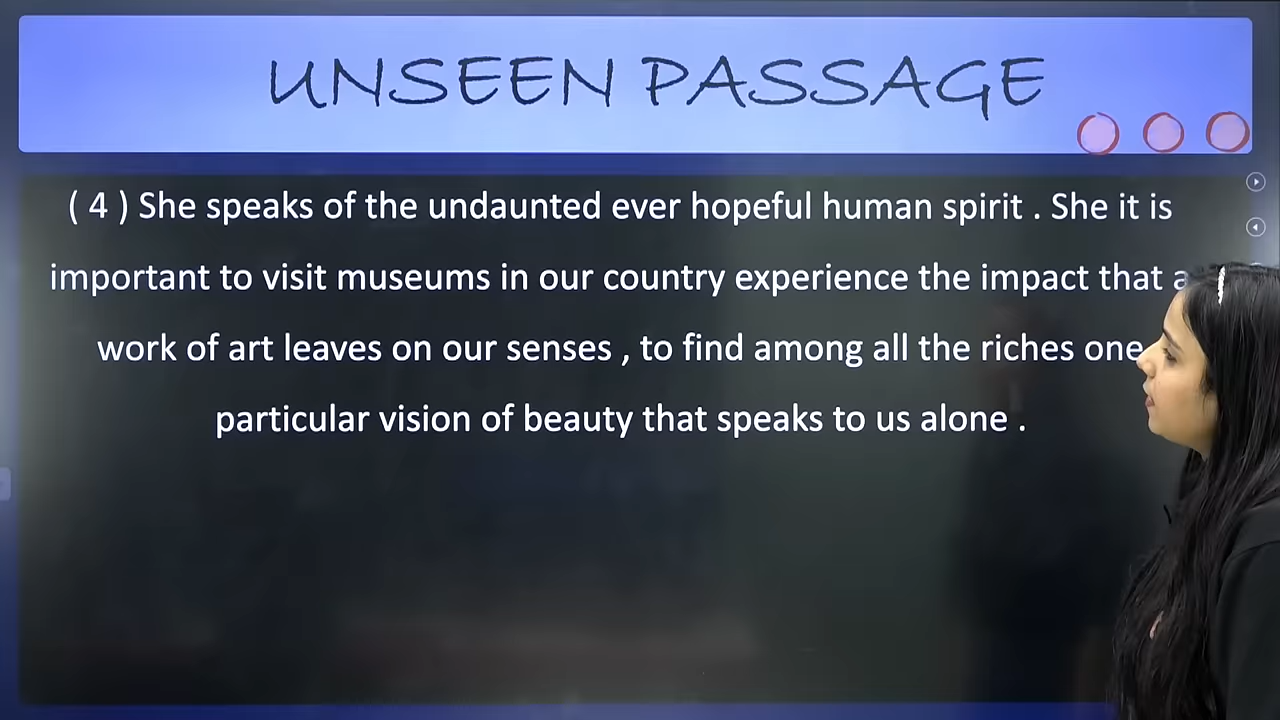 UNSEEN PASSAGE
( 4 ) She speaks of the undaunted ever hopeful human spirit . She it is
important to visit museums in our country experience the impact that a
work of art leaves on our senses , to find among all the riches one
particular vision of beauty that speaks to us alone .